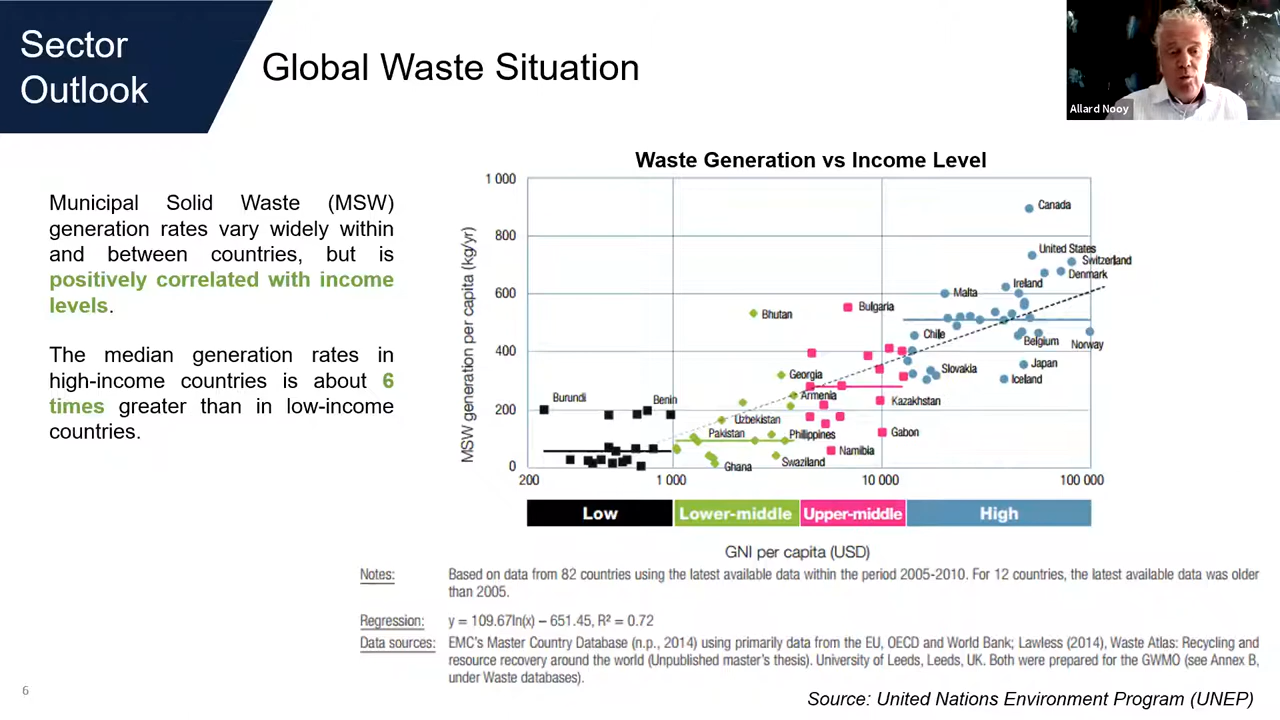 Sector
Outlook
Global Waste Situation
Allard Nooy
Municipal Solid Waste (MSW)
generation rates vary widely within
and between countries, but is
positively correlated with income
levels.
The median generation rates in
high-income countries is about 6
times greater than in low-income
countries.
Waste Generation vs Income Level
MSW generation per capita (kg/yr)
1 000
800
600
400
200
0
Canada
United States
Switzerland
Denmark
Ireland
Malta
Bulgaria
Bhutan
Chile
Belgium
Norway
Japan
Slovakia
Iceland
Georgia
Armenia
Kazakhstan
Burundi
Benin
Uzbekistan
Pakistan
Philippines
Gabon
Namibia
Swaziland
Ghana
200
1 000
10 000
100 000
Low
Lower-middle
Upper-middle
High
GNI per capita (USD)
Notes: Based on data from 82 countries using the latest available data within the period 2005-2010. For 12 countries, the latest available data was older
than 2005.
Regression: y = 109.67ln(x) – 651.45, R² = 0.72
Data sources: EMC's Master Country Database (n.p., 2014) using primarily data from the EU, OECD and World Bank; Lawless (2014), Waste Atlas: Recycling and
resource recovery around the world (Unpublished master's thesis). University of Leeds, Leeds, UK. Both were prepared for the GWMO (see Annex B,
under Waste databases).
Source: United Nations Environment Program (UNEP)
6